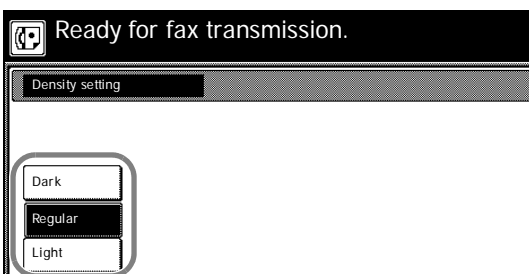 Ready for fax transmission.
Density setting
Dark
Regular
Light